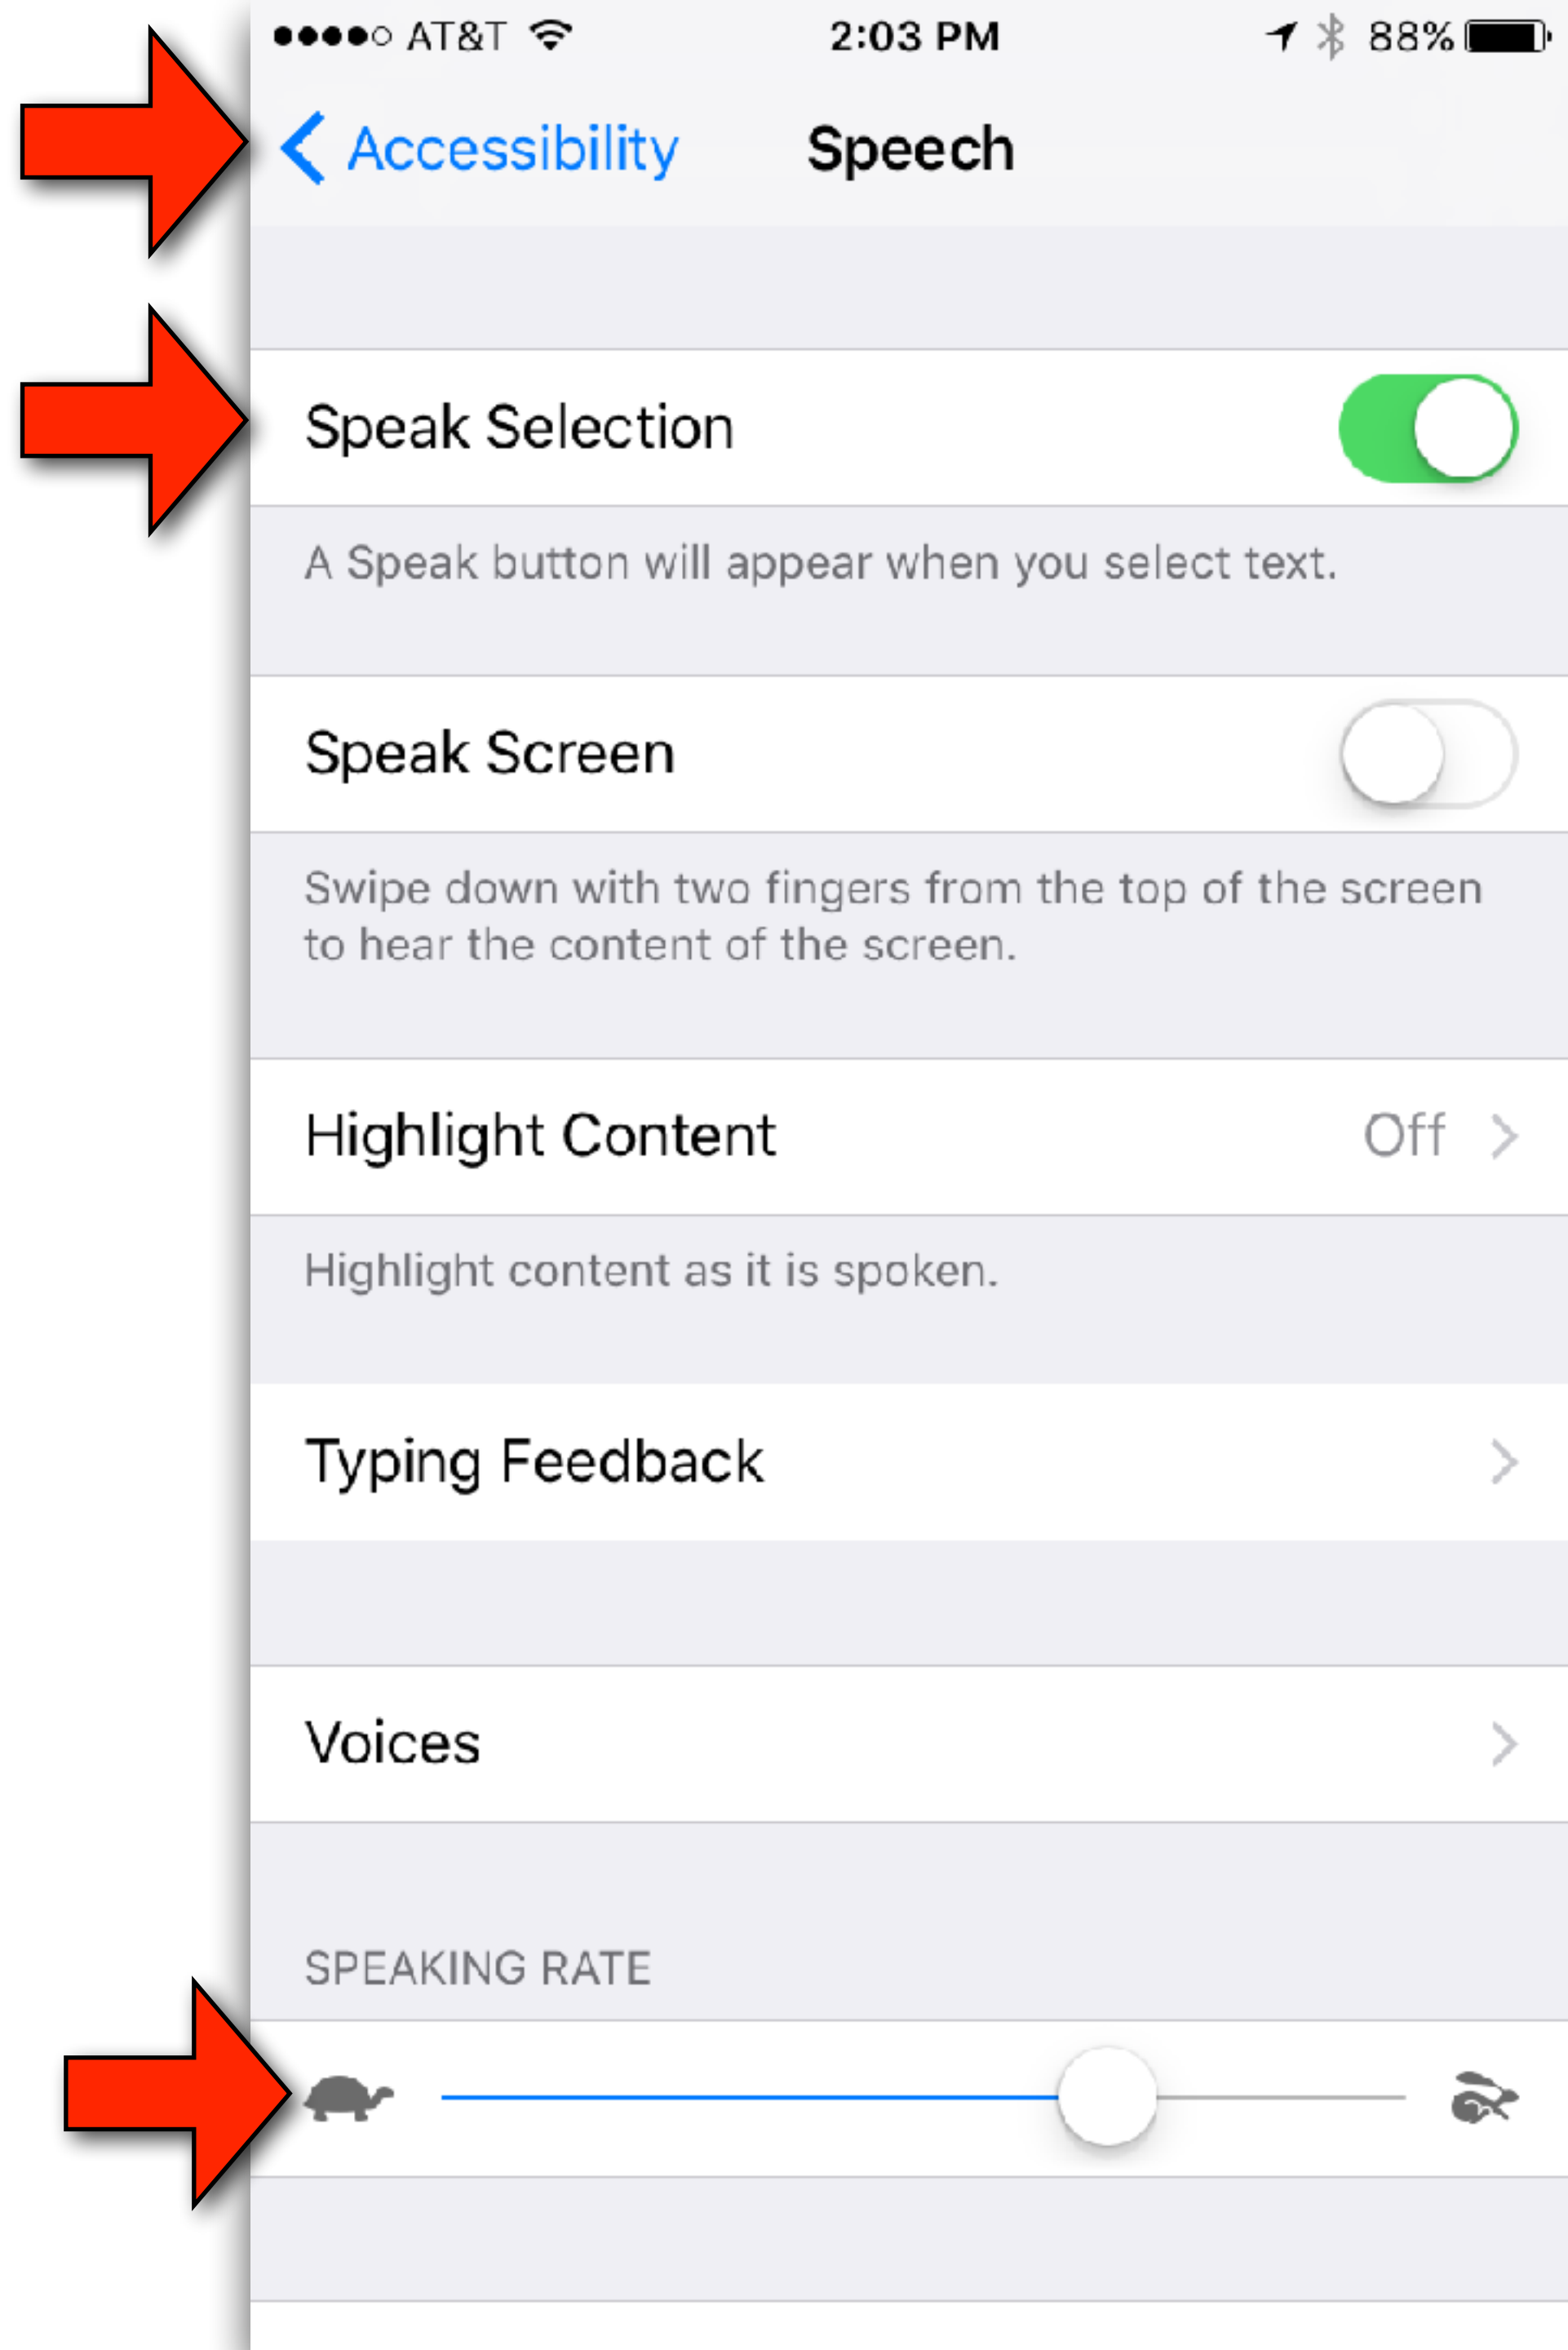 AT&T 2:03 PM 88%
Accessibility Speech
Speak Selection
A Speak button will appear when you select text.
Speak Screen
Swipe down with two fingers from the top of the screen
to hear the content of the screen.
Highlight Content Off
Highlight content as it is spoken.
Typing Feedback
Voices
SPEAKING RATE